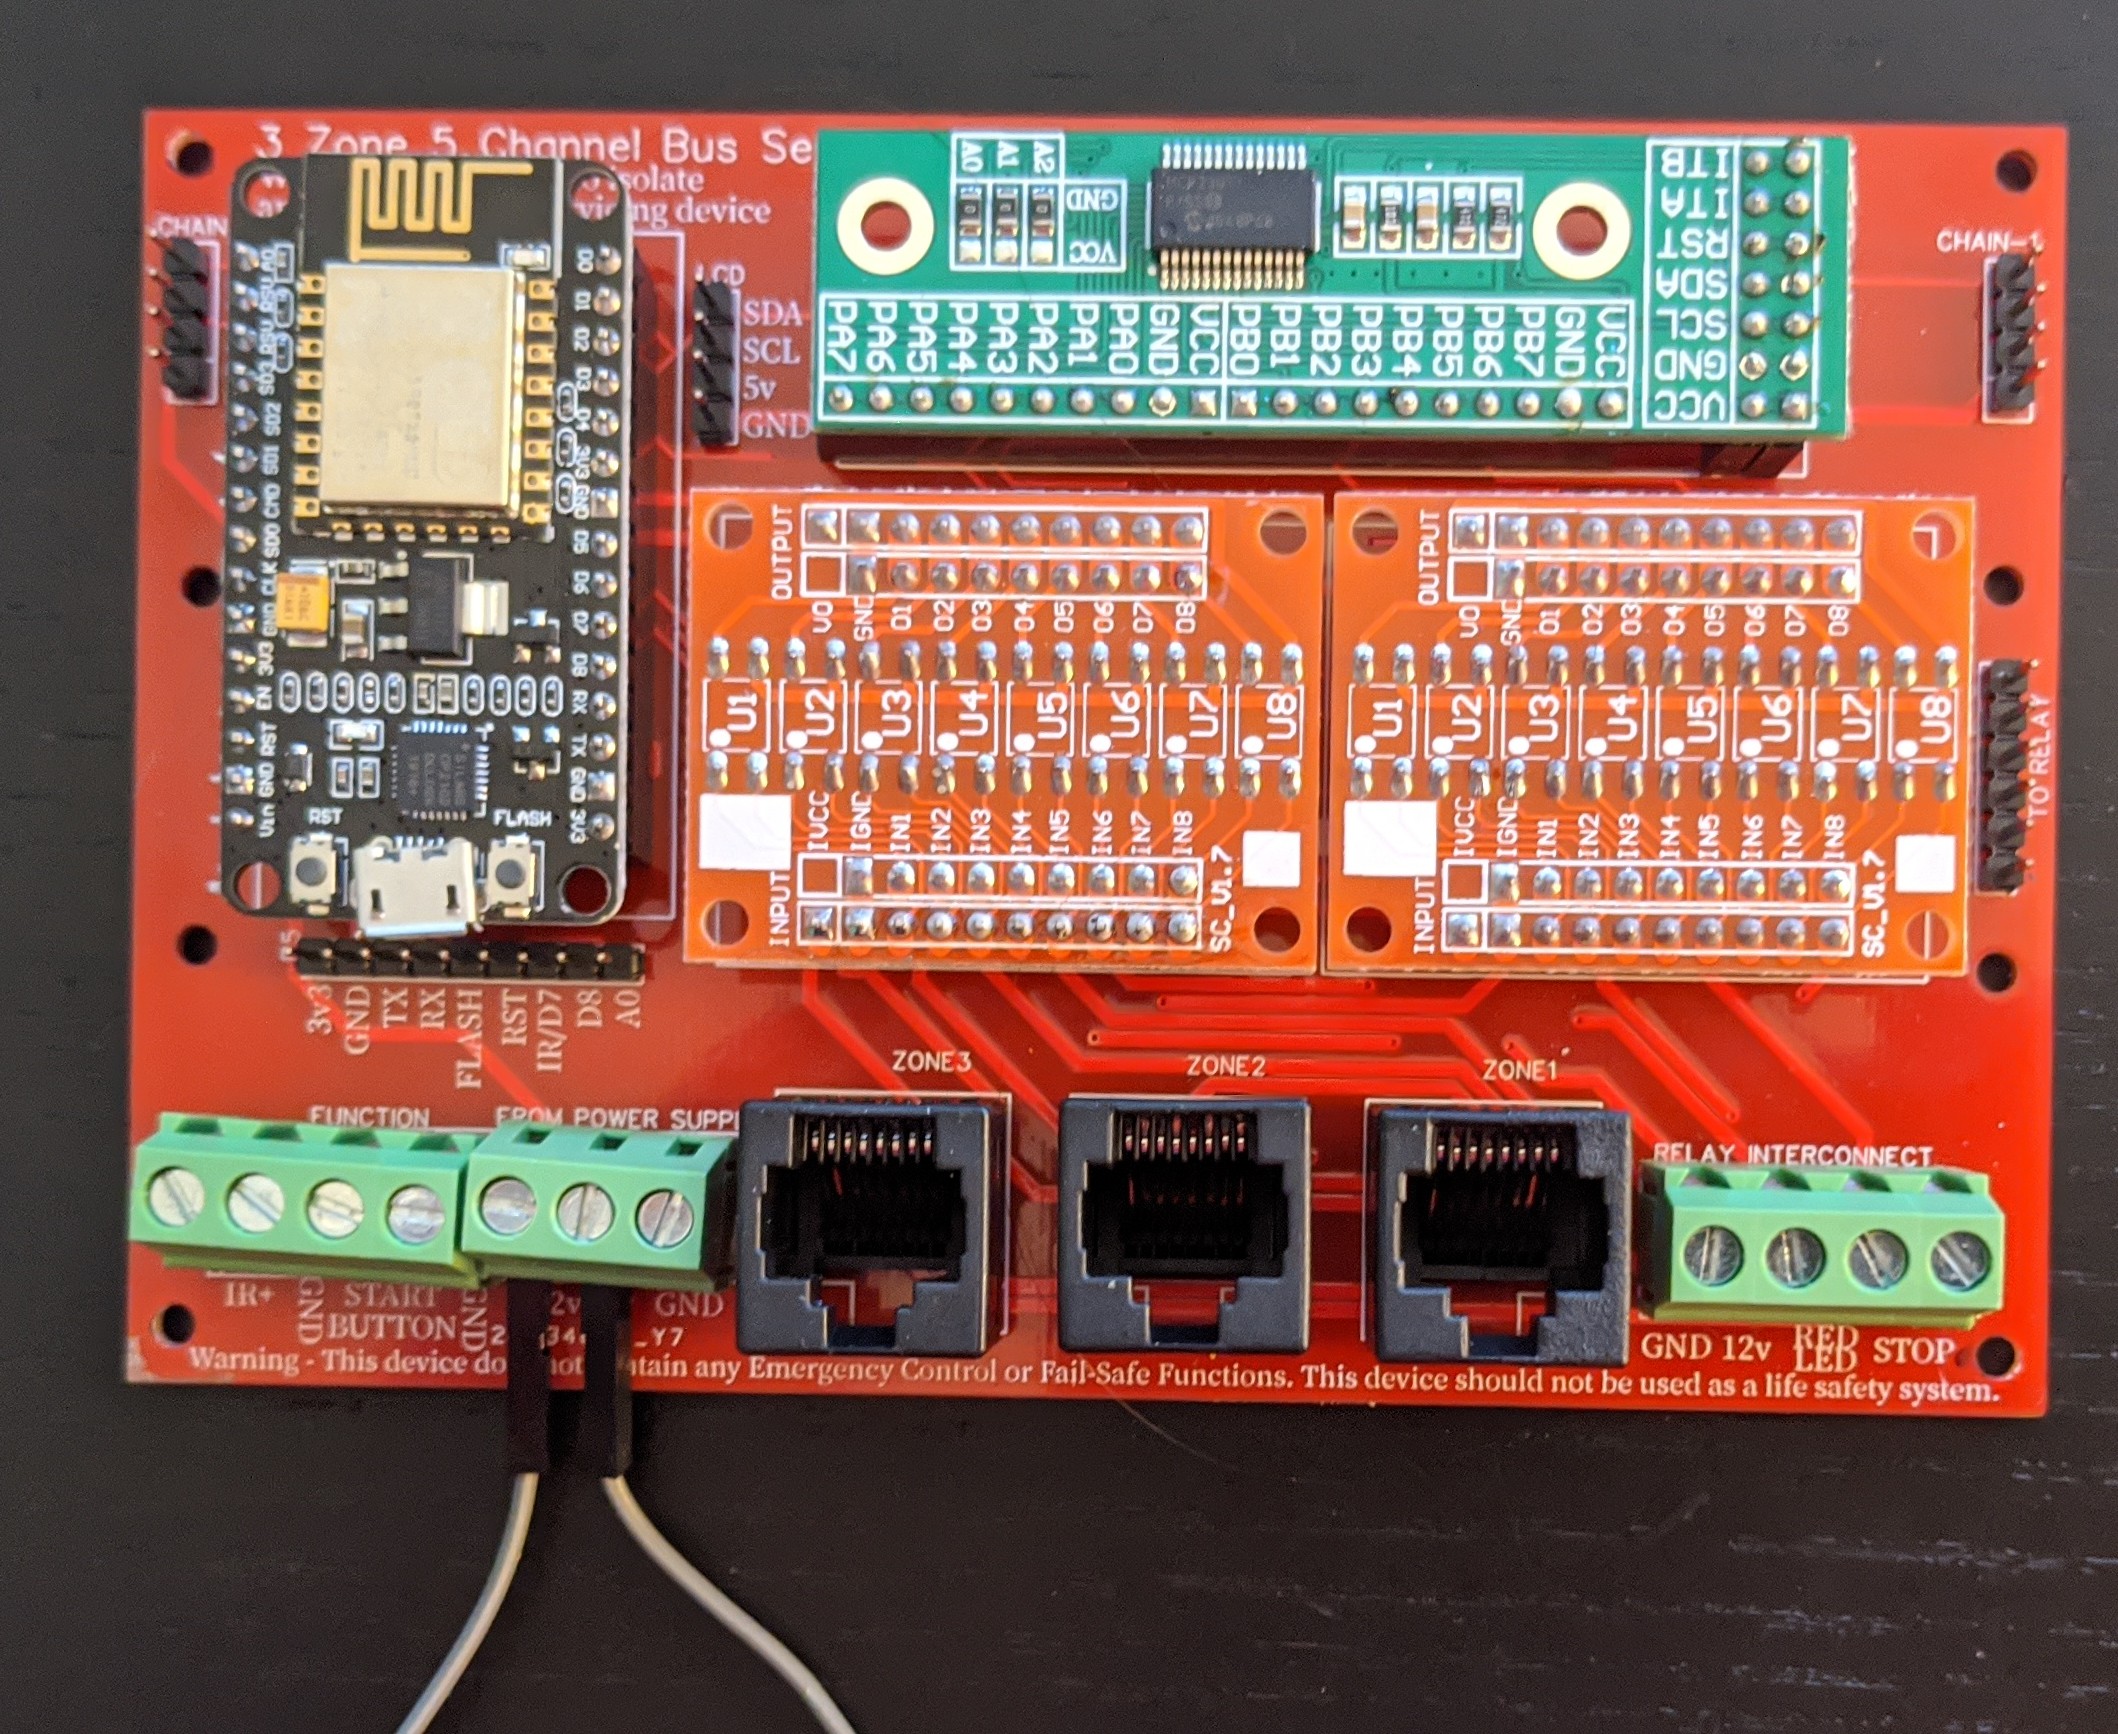 3 Zone 5 Channel Bus Se
isolate
device
CHAIN
CHAIN-1
LCD
SDA
SCL
5v
GND
A0 A1 A2
GND
VCC
PA7 PA6 PA5 PA4 PA3 PA2 PA1 PA0 GND VCC PB0 PB1 PB2 PB3 PB4 PB5 PB6 PB7 GND VCC
ITB
ITA
RST
SDA
SCL
GND
VCC
A0 RSV RSV SD3 SD2 SD1 CMD SD0 CLK GND 3V3 EN RST GND Vin
D0 D1 D2 D3 D4 3V3 GND D5 D6 D7 D8 RX TX GND 3V3
RST
FLASH
OUTPUT
VO GND O1 O2 O3 O4 O5 O6 O7 O8
U1 U2 U3 U4 U5 U6 U7 U8
IVCC IGND IN1 IN2 IN3 IN4 IN5 IN6 IN7 IN8
INPUT
SC_V1.7
OUTPUT
VO GND O1 O2 O3 O4 O5 O6 O7 O8
U1 U2 U3 U4 U5 U6 U7 U8
IVCC IGND IN1 IN2 IN3 IN4 IN5 IN6 IN7 IN8
INPUT
SC_V1.7
TO RELAY
3v3 GND TX RX FLASH RST IR/D7 D8 A0
ZONE3
ZONE2
ZONE1
FUNCTION
FROM POWER SUPPL
RELAY INTERCONNECT
IR+
GND
START
BUTTON
GND
2v
GND
GND 12v RED LED STOP
Warning - This device do not tain any Emergency Control or Fail-Safe Functions. This device should not be used as a life safety system.